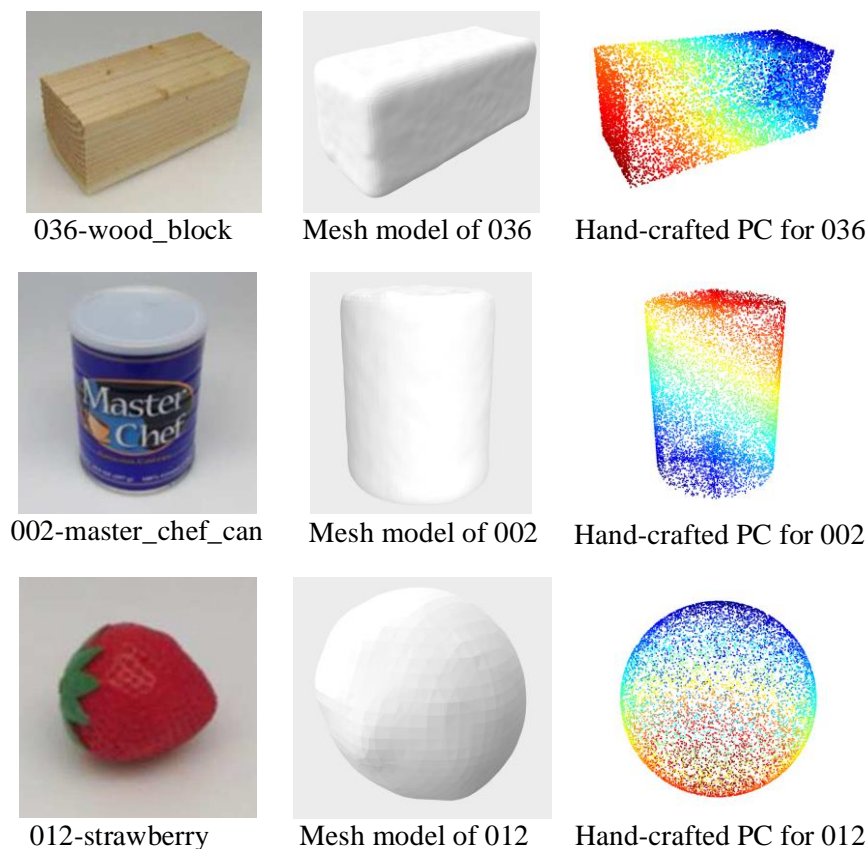 036-wood_block
Mesh model of 036
Hand-crafted PC for 036
Master
Chef
002-master_chef_can
Mesh model of 002
Hand-crafted PC for 002
012-strawberry
Mesh model of 012
Hand-crafted PC for 012